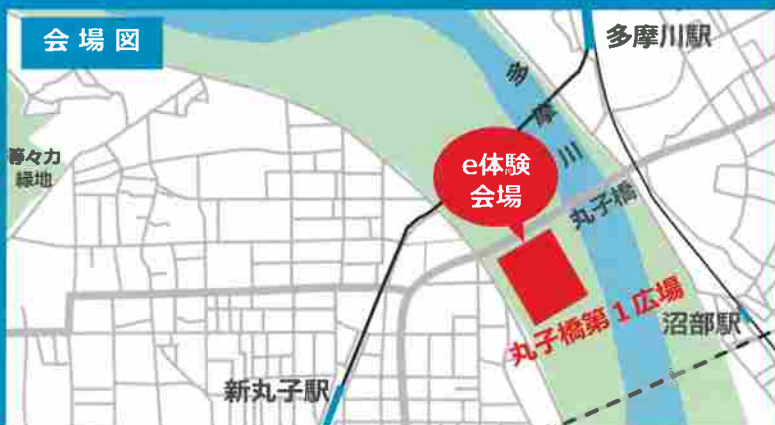 会場図
多摩川駅
多摩川
等々力
緑地
e体験
会場
丸子橋
丸子橋第1広場
沼部駅
新丸子駅